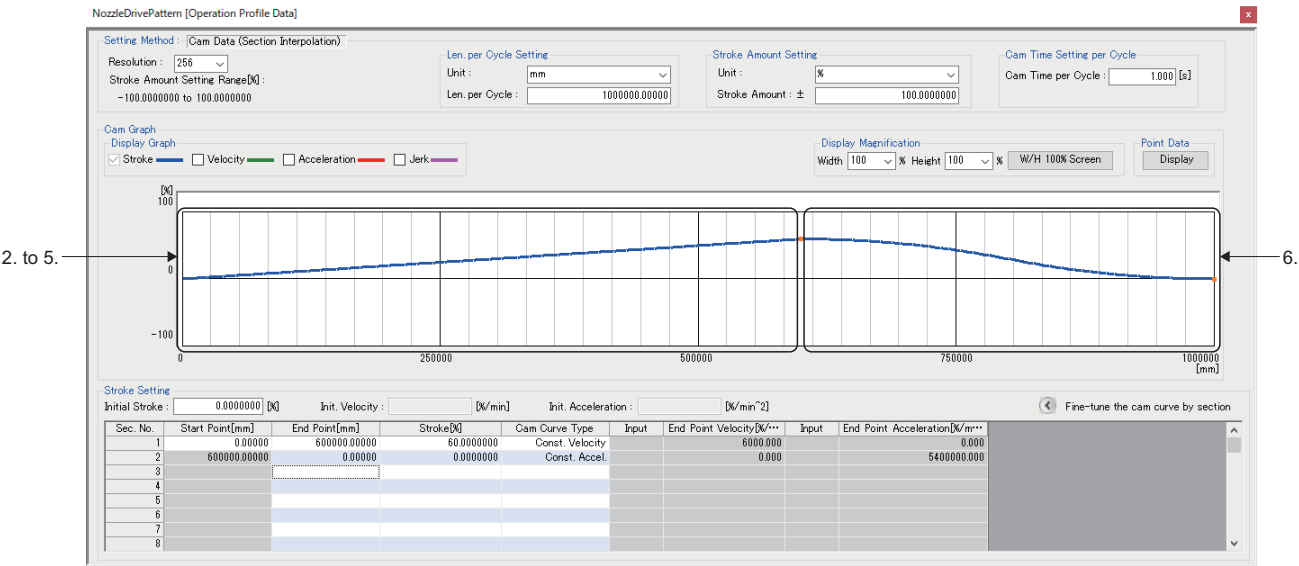 NozzleDrivePattern [Operation Profile Data]
x
Setting Method : Cam Data (Section Interpolation)
Resolution : 256
Stroke Amount Setting Range[%] :
-100.0000000 to 100.0000000
Len. per Cycle Setting
Unit : mm
Len. per Cycle : 1000000.00000
Stroke Amount Setting
Unit : %
Stroke Amount : ± 100.0000000
Cam Time Setting per Cycle
Cam Time per Cycle : 1.000 [s]
Cam Graph
Display Graph
Stroke Velocity Acceleration Jerk
Display Magnification
Width 100 % Height 100 % W/H 100% Screen
Point Data
Display
[%]
100
0
-100
0 250000 500000 750000 1000000
[mm]
2. to 5.
6.
Stroke Setting
Initial Stroke : 0.0000000 [%] Init. Velocity : [%/min] Init. Acceleration : [%/min^2] Fine-tune the cam curve by section
Sec. No. Start Point[mm] End Point[mm] Stroke[%] Cam Curve Type Input End Point Velocity[%/… Input End Point Acceleration[%/m…
1 0.00000 600000.00000 60.0000000 Const. Velocity 6000.000 0.000
2 600000.00000 0.00000 0.0000000 Const. Accel. 0.000 5400000.000
3
4
5
6
7
8